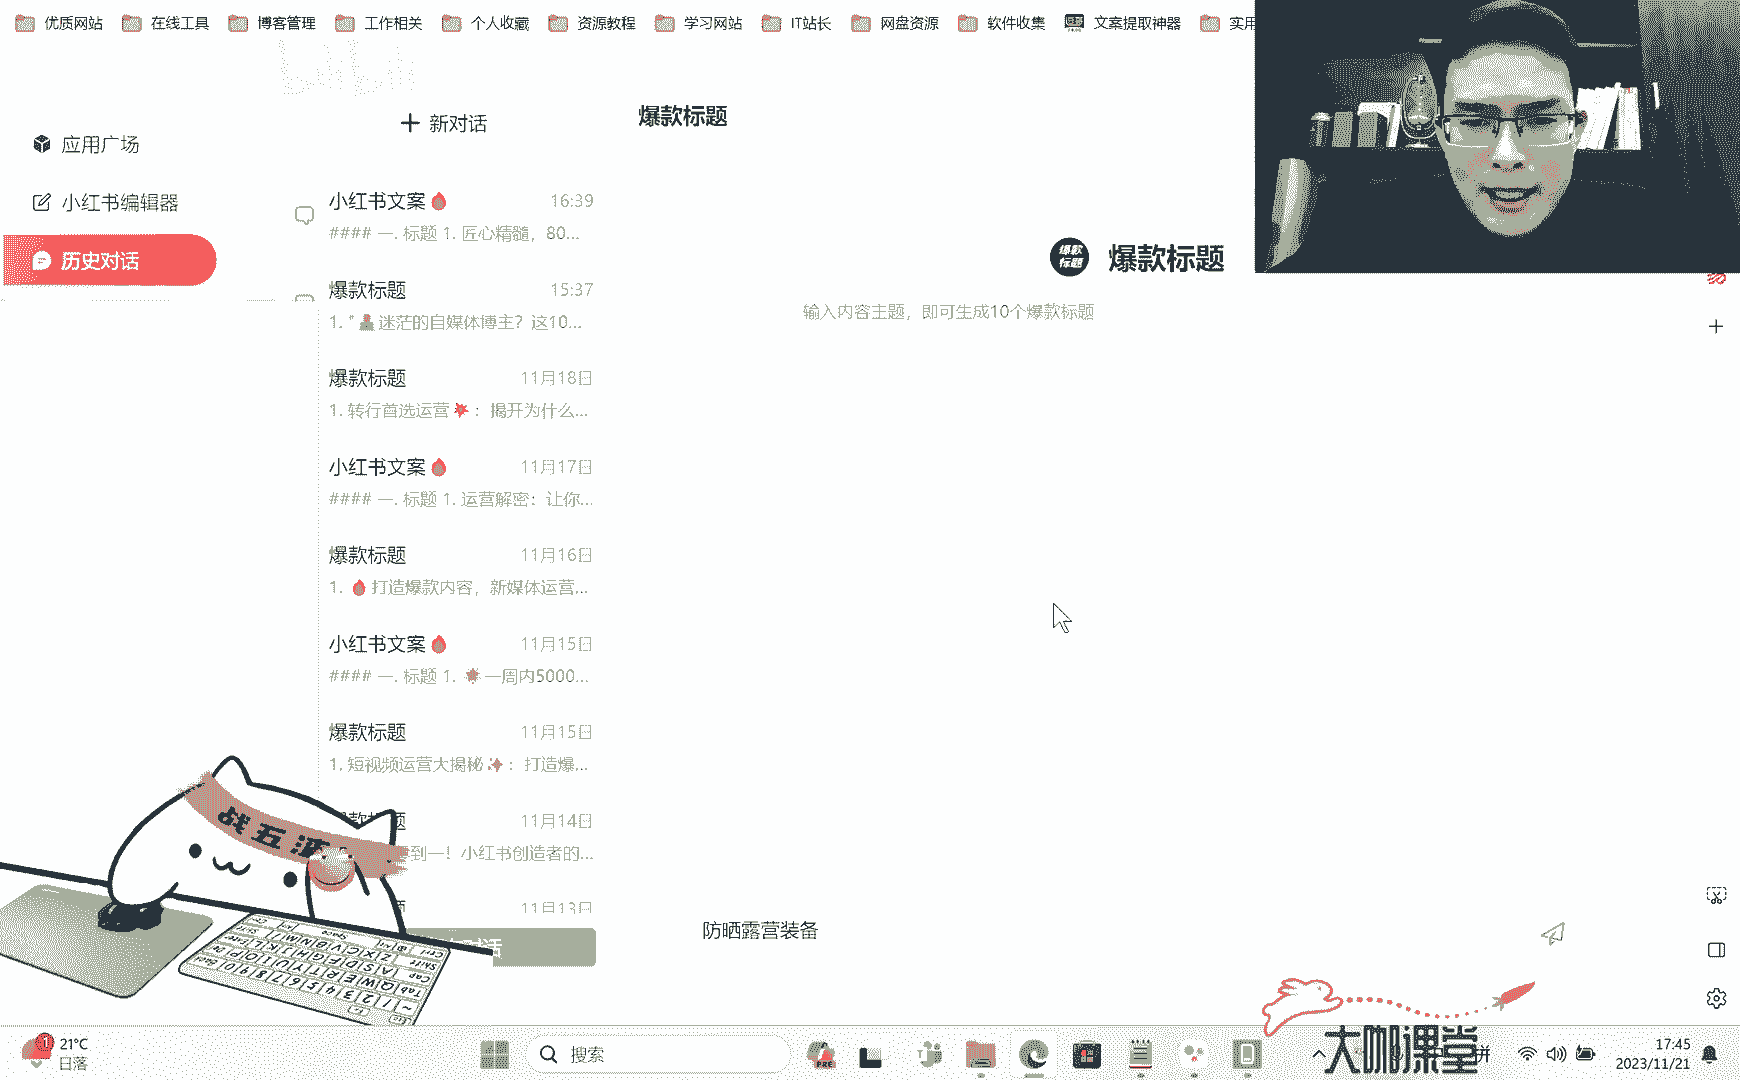 优质网站 在线工具 博客管理 工作相关 个人收藏 资源教程 学习网站 IT站长 网盘资源 软件收集 文案提取神器 实用
应用广场
小红书编辑器
历史对话
新对话
小红书文案 16:39
#### 一. 标题 1. 匠心精髓，80...
爆款标题 15:37
1. "迷茫的自媒体博主？这10...
爆款标题 11月18日
1. 转行首选运营：揭开为什么...
小红书文案 11月17日
#### 一. 标题 1. 运营解密：让你...
爆款标题 11月16日
1. 打造爆款内容，新媒体运营...
小红书文案 11月15日
#### 一. 标题 1. 一周内5000...
爆款标题 11月15日
1. 短视频运营大揭秘：打造爆...
11月14日
到一！小红书创造者的...
11月13日
爆款标题
爆款标题
爆款标题
输入内容主题，即可生成10个爆款标题
防晒露营装备
战五渣
大咖课堂
21°C
日落
搜索
拼
17:45
2023/11/21